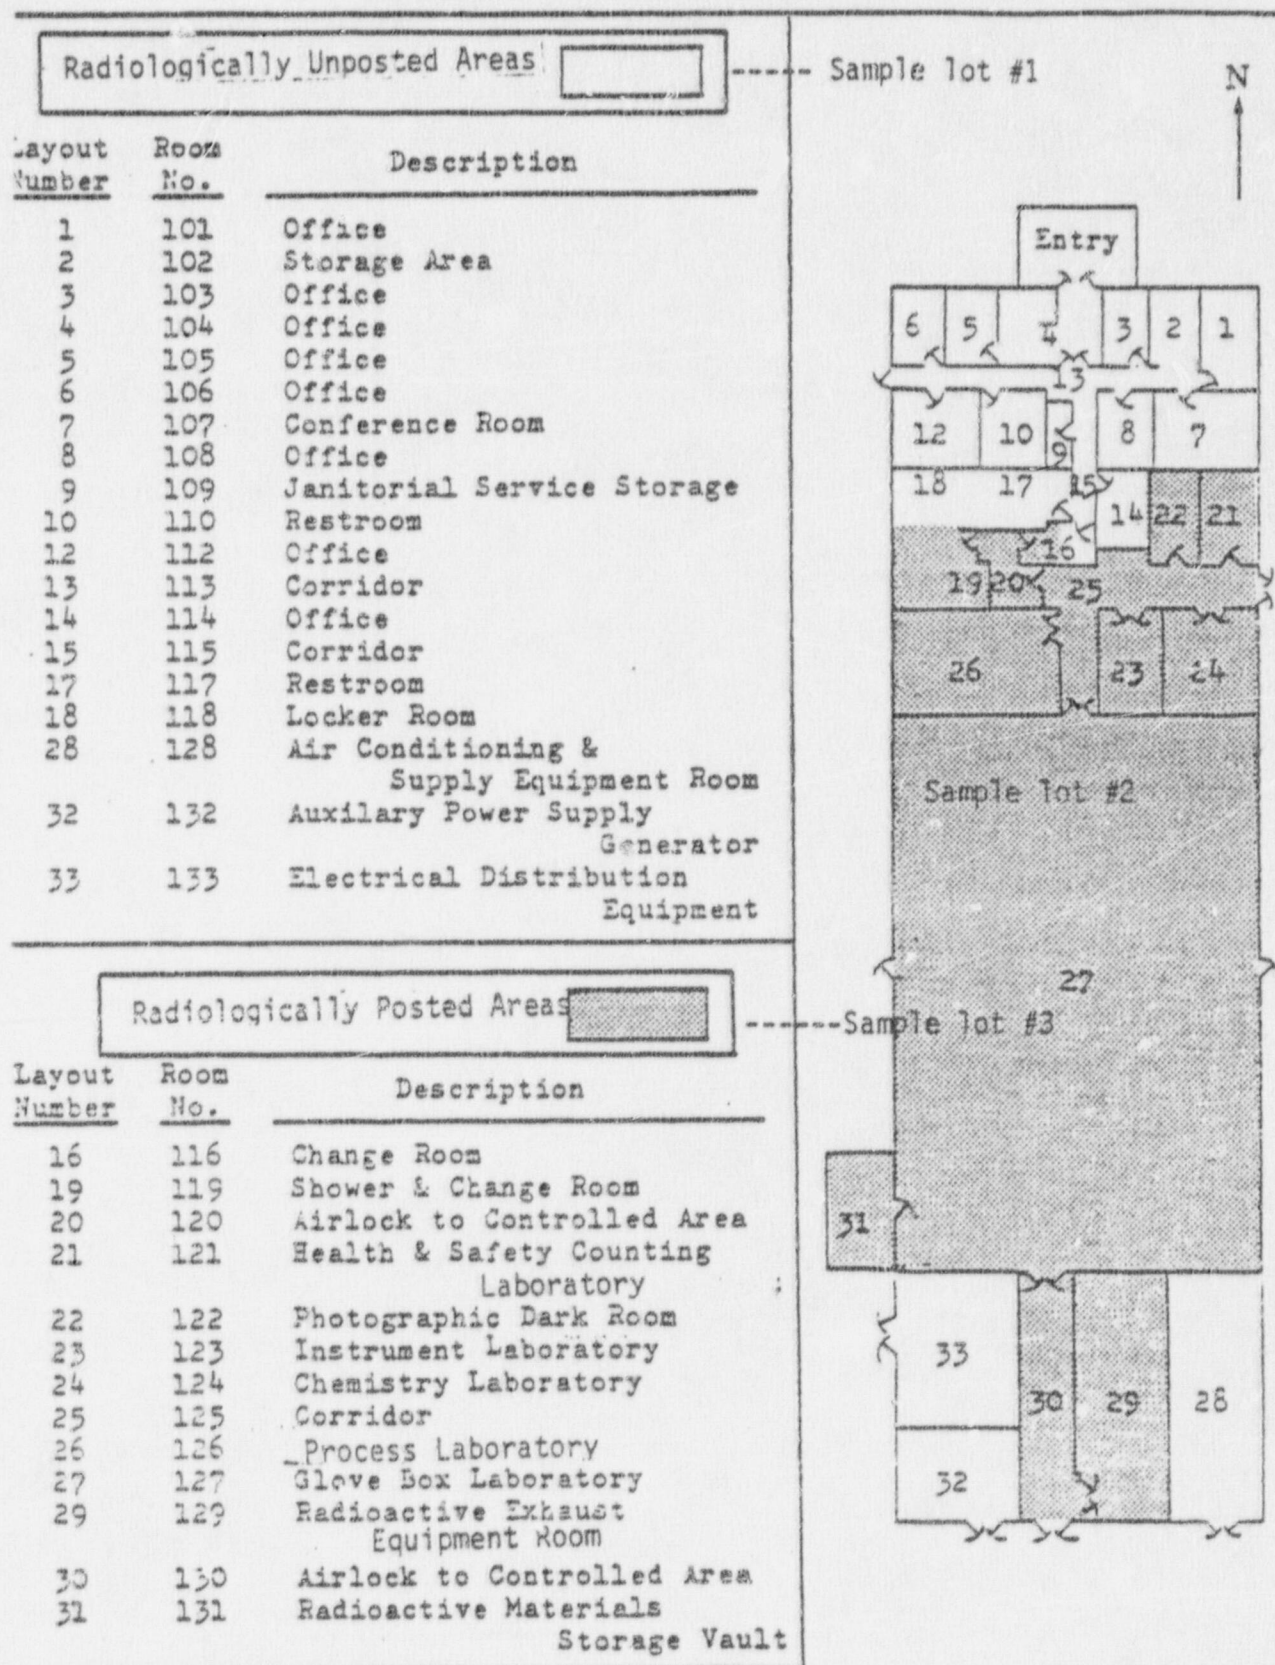 Radiologically Unposted Areas
Sample lot #1
N
Layout Room
Number No. Description
1 101 Office
2 102 Storage Area
3 103 Office
4 104 Office
5 105 Office
6 106 Office
7 107 Conference Room
8 108 Office
9 109 Janitorial Service Storage
10 110 Restroom
12 112 Office
13 113 Corridor
14 114 Office
15 115 Corridor
17 117 Restroom
18 118 Locker Room
28 128 Air Conditioning &
Supply Equipment Room
32 132 Auxilary Power Supply
Generator
33 133 Electrical Distribution
Equipment
Radiologically Posted Areas
Sample lot #3
Layout Room
Number No. Description
16 116 Change Room
19 119 Shower & Change Room
20 120 Airlock to Controlled Area
21 121 Health & Safety Counting
Laboratory
22 122 Photographic Dark Room
23 123 Instrument Laboratory
24 124 Chemistry Laboratory
25 125 Corridor
26 126 Process Laboratory
27 127 Glove Box Laboratory
29 129 Radioactive Exhaust
Equipment Room
30 130 Airlock to Controlled Area
31 131 Radioactive Materials
Storage Vault
Entry
6 5 4 3 2 1
13
12 10 9 8 7
18 17 15 14 22 21
16
19 20 25
26 23 24
Sample lot #2
27
31
33 30 29 28
32